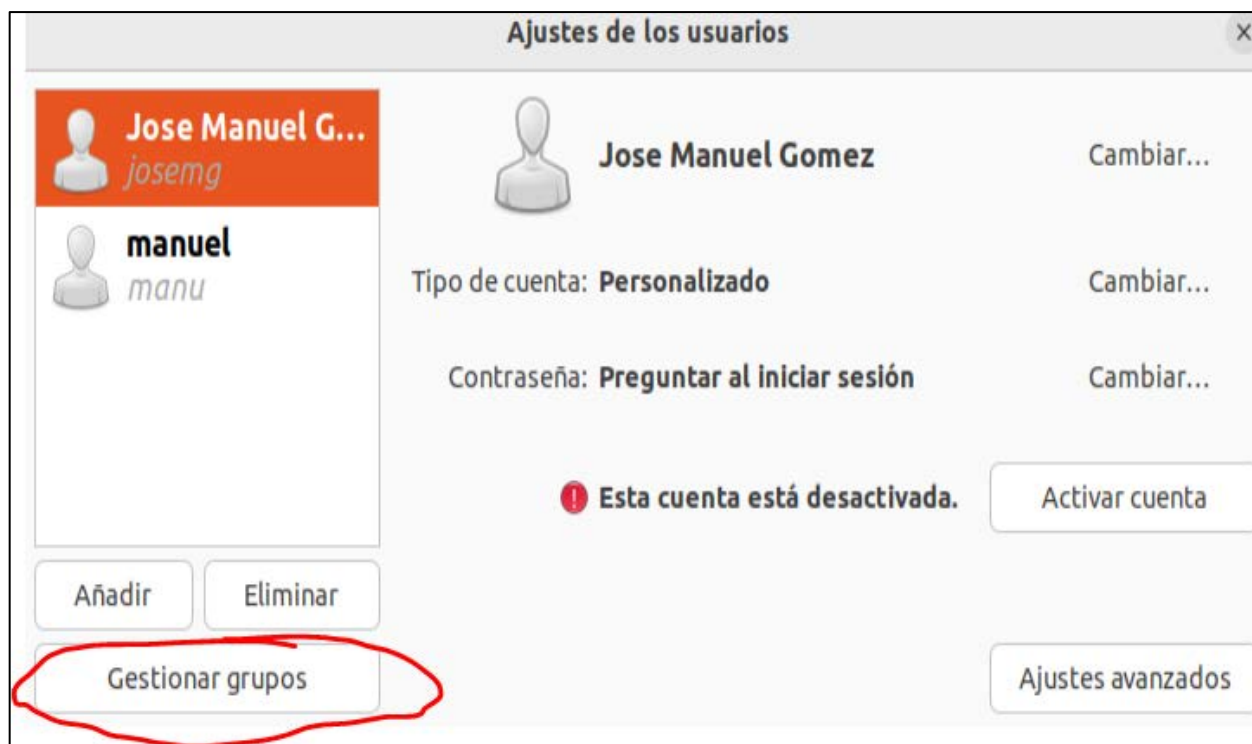 Ajustes de los usuarios
Jose Manuel G...
josemg
manuel
manu
Añadir
Eliminar
Gestionar grupos
Jose Manuel Gomez
Cambiar...
Tipo de cuenta: Personalizado
Cambiar...
Contraseña: Preguntar al iniciar sesión
Cambiar...
Esta cuenta está desactivada.
Activar cuenta
Ajustes avanzados